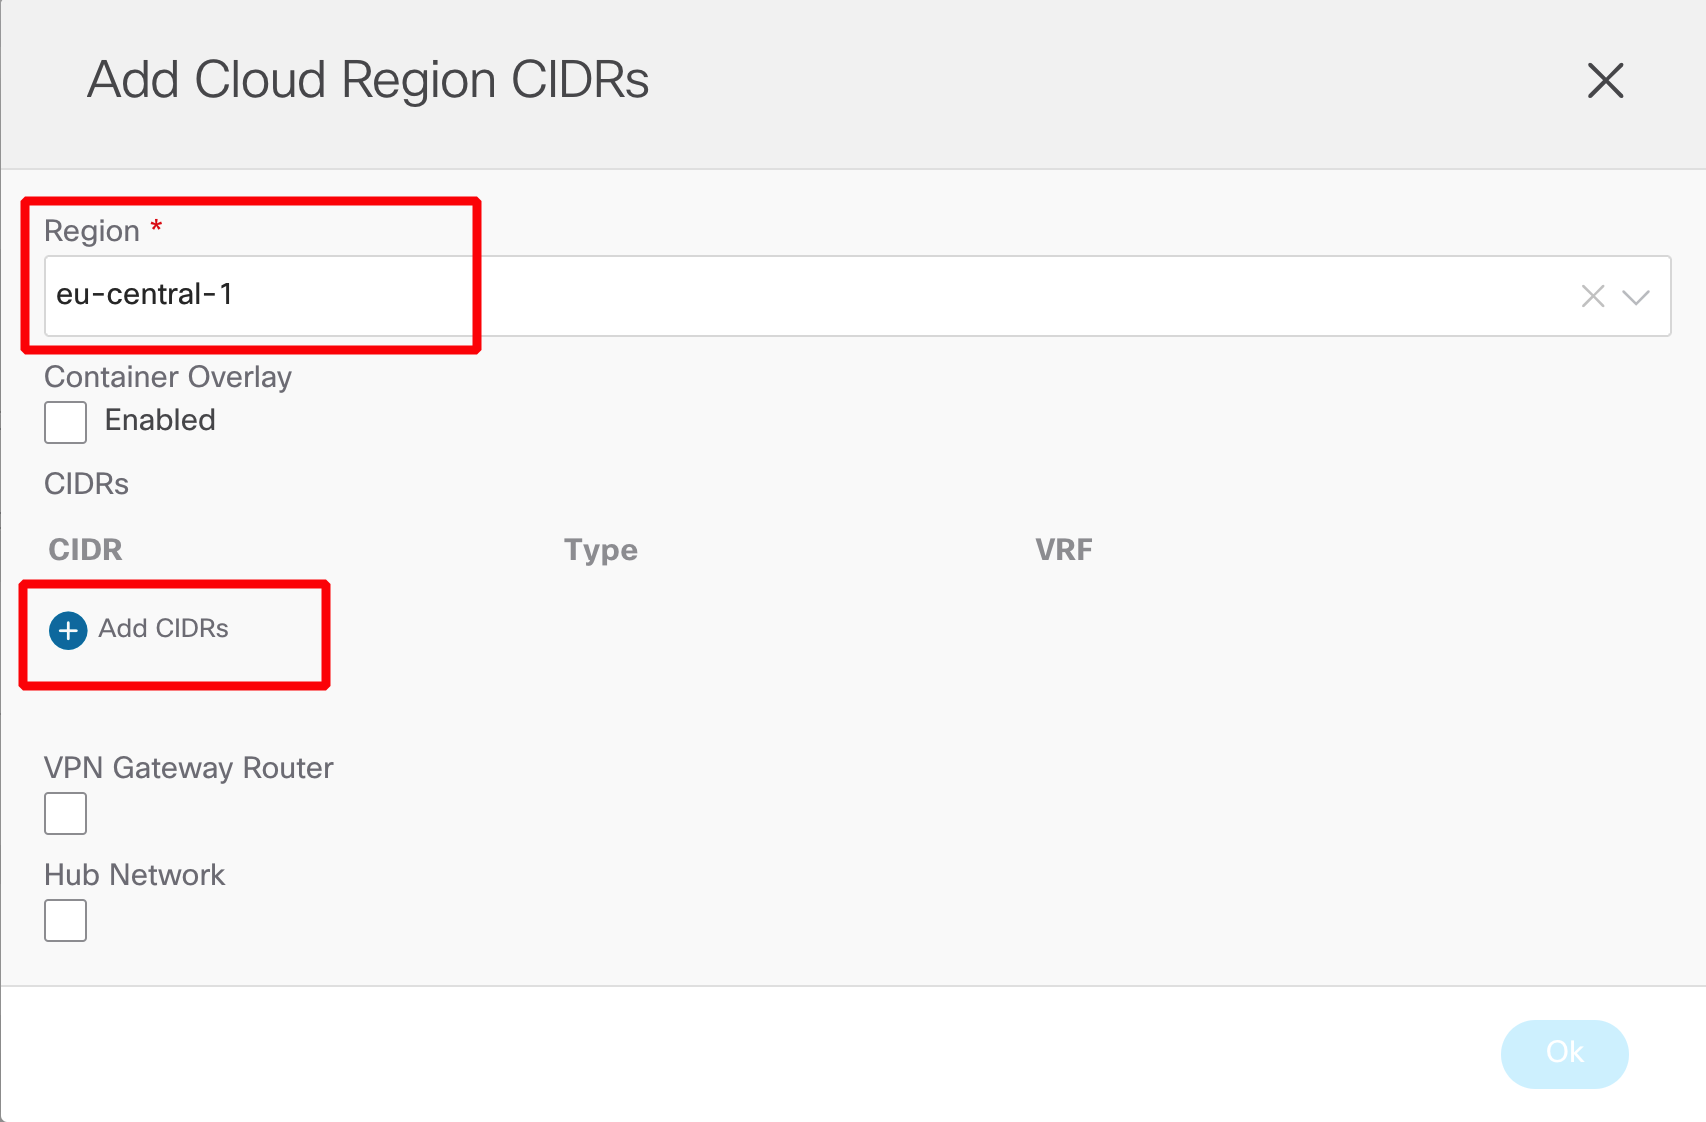 Add Cloud Region CIDRs
Region *
eu-central-1
Container Overlay
Enabled
CIDRs
CIDR Type VRF
Add CIDRs
VPN Gateway Router
Hub Network
Ok